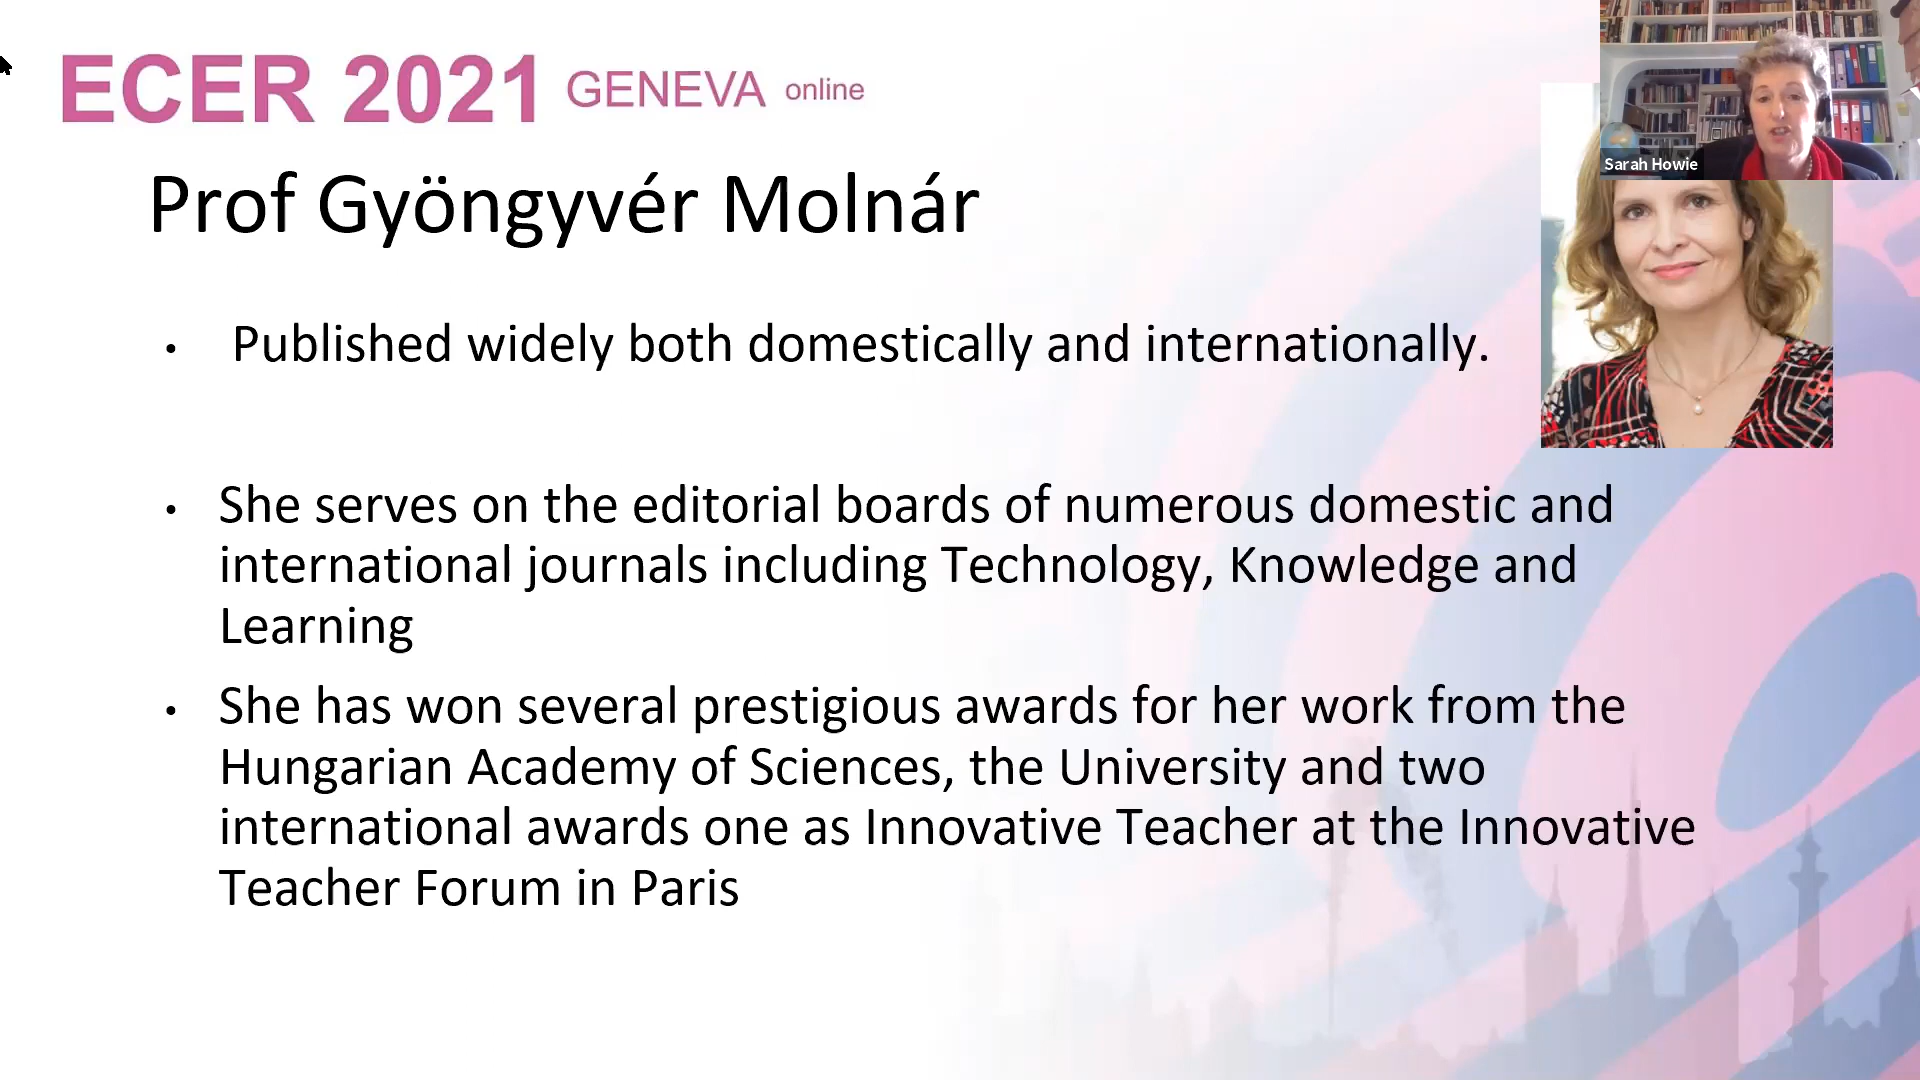 ECER 2021 GENEVA online
Sarah Howie
Prof Gyöngyvér Molnár
• Published widely both domestically and internationally.
• She serves on the editorial boards of numerous domestic and
international journals including Technology, Knowledge and
Learning
• She has won several prestigious awards for her work from the
Hungarian Academy of Sciences, the University and two
international awards one as Innovative Teacher at the Innovative
Teacher Forum in Paris